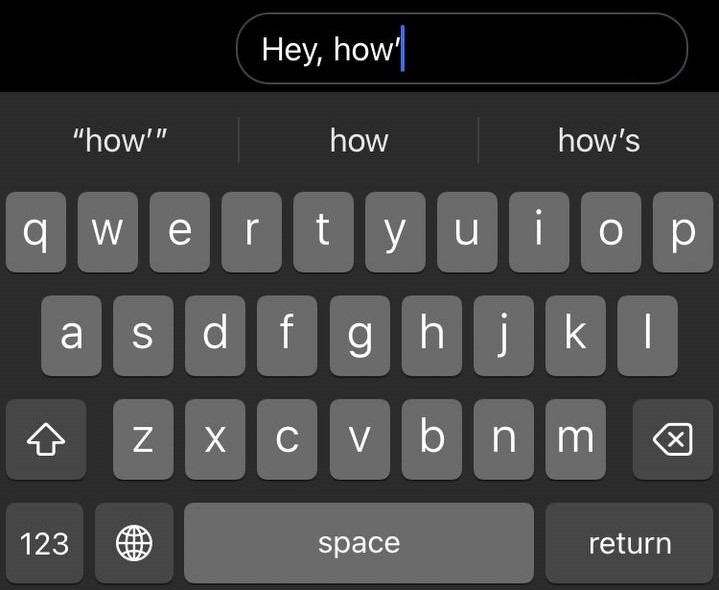 Hey, how’
“how’” how how’s
q w e r t y u i o p
a s d f g h j k l
z x c v b n m
123 space return